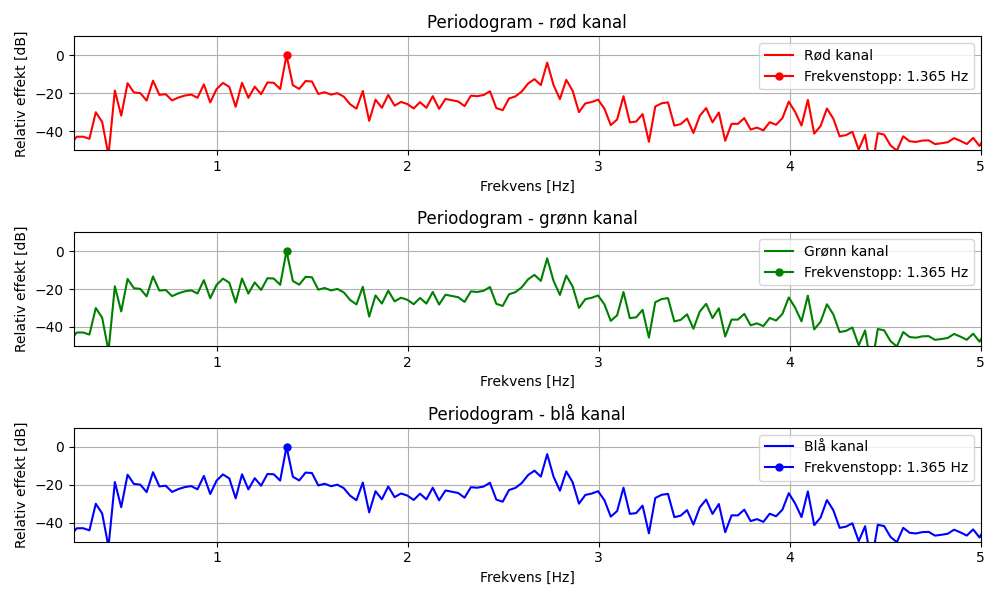 Periodogram - rød kanal
Relativ effekt [dB]
0
−20
−40
Rød kanal
Frekvenstopp: 1.365 Hz
1
2
3
4
5
Frekvens [Hz]
Periodogram - grønn kanal
Relativ effekt [dB]
0
−20
−40
Grønn kanal
Frekvenstopp: 1.365 Hz
1
2
3
4
5
Frekvens [Hz]
Periodogram - blå kanal
Relativ effekt [dB]
0
−20
−40
Blå kanal
Frekvenstopp: 1.365 Hz
1
2
3
4
5
Frekvens [Hz]